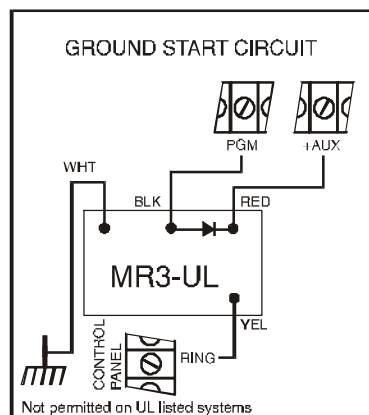 GROUND START CIRCUIT
PGM
+AUX
WHT
BLK
RED
MR3-UL
YEL
CONTROL
PANEL
RING
Not permitted on UL listed systems